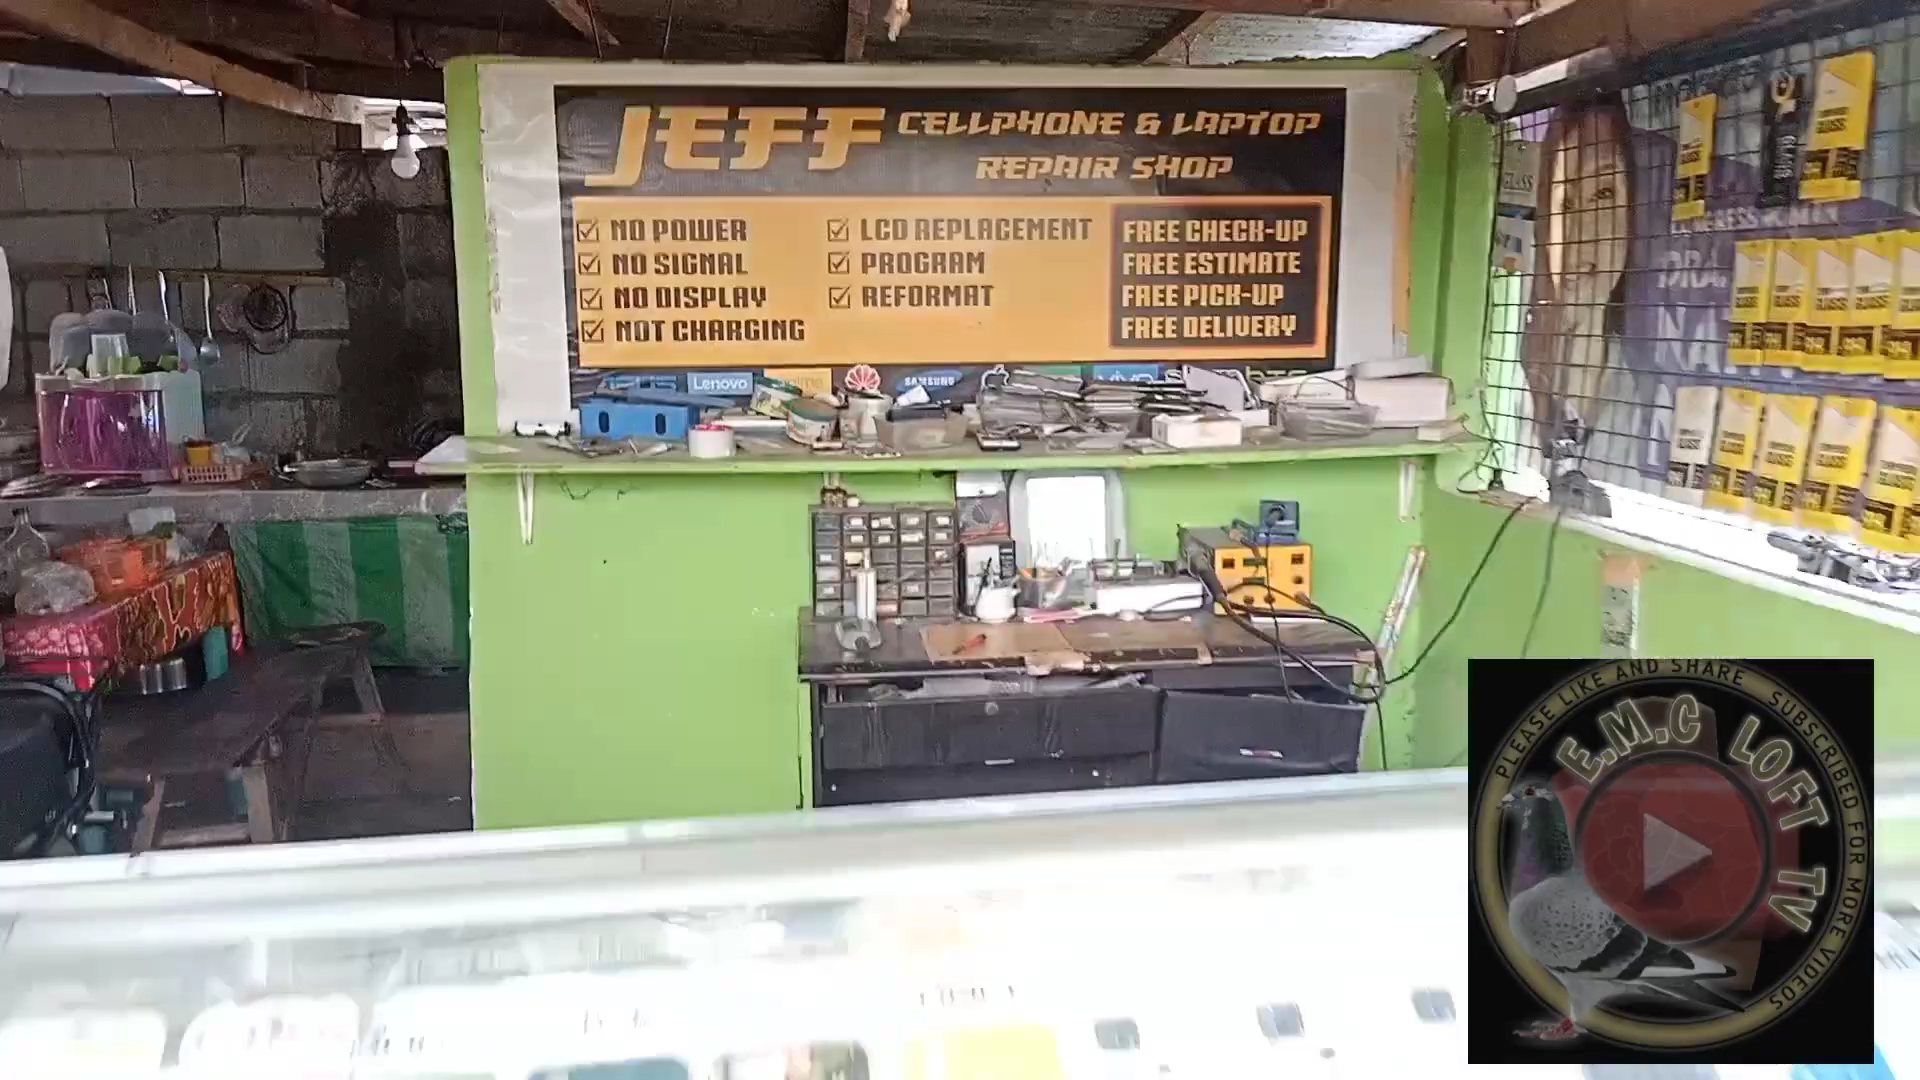 JEFF CELLPHONE & LAPTOP
REPAIR SHOP
NO POWER
NO SIGNAL
NO DISPLAY
NOT CHARGING
LCD REPLACEMENT
PROGRAM
REFORMAT
FREE CHECK-UP
FREE ESTIMATE
FREE PICK-UP
FREE DELIVERY
Lenovo
SAMSUNG
GLASS
PLEASE LIKE AND SHARE SUBSCRIBED FOR MORE VIDEOS
E.M.C LOFT TV